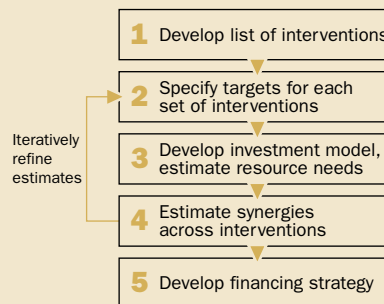 1 Develop list of interventions
2 Specify targets for each
set of interventions
Iteratively
refine
estimates
3 Develop investment model,
estimate resource needs
4 Estimate synergies
across interventions
5 Develop financing strategy